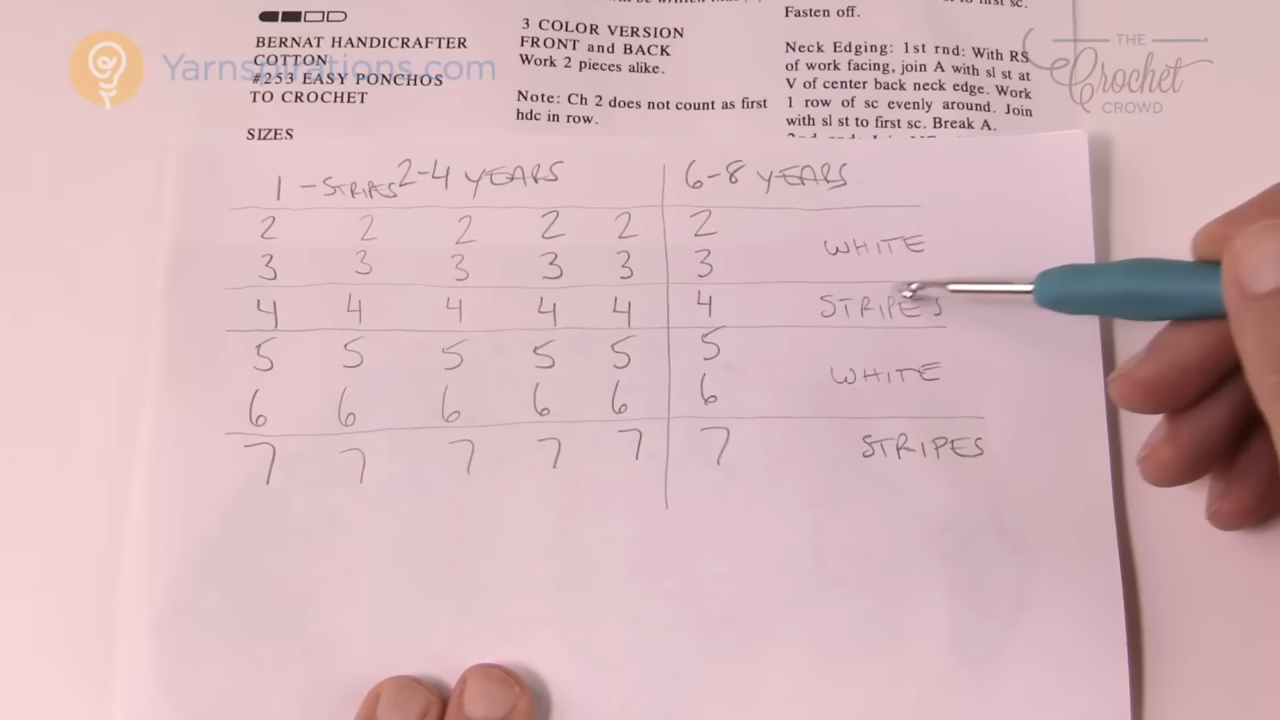 BERNAT HANDICRAFTER
COTTON
#253 EASY PONCHOS
TO CROCHET
SIZES
Yarnspirations.com
3 COLOR VERSION
FRONT and BACK
Work 2 pieces alike.
Note: Ch 2 does not count as first
hdc in row.
Fasten off.
Neck Edging: 1st rnd: With RS
of work facing, join A with sl st at
V of center back neck edge. Work
1 row of sc evenly around. Join
with sl st to first sc. Break A.
THE
Crochet
CROWD
1 - STRIPES 2-4 YEARS 6-8 YEARS
2 2 2 2 2 2
WHITE
3 3 3 3 3 3
4 4 4 4 4 4 STRIPES
5 5 5 5 5 5
WHITE
6 6 6 6 6 6
7 7 7 7 7 7 STRIPES